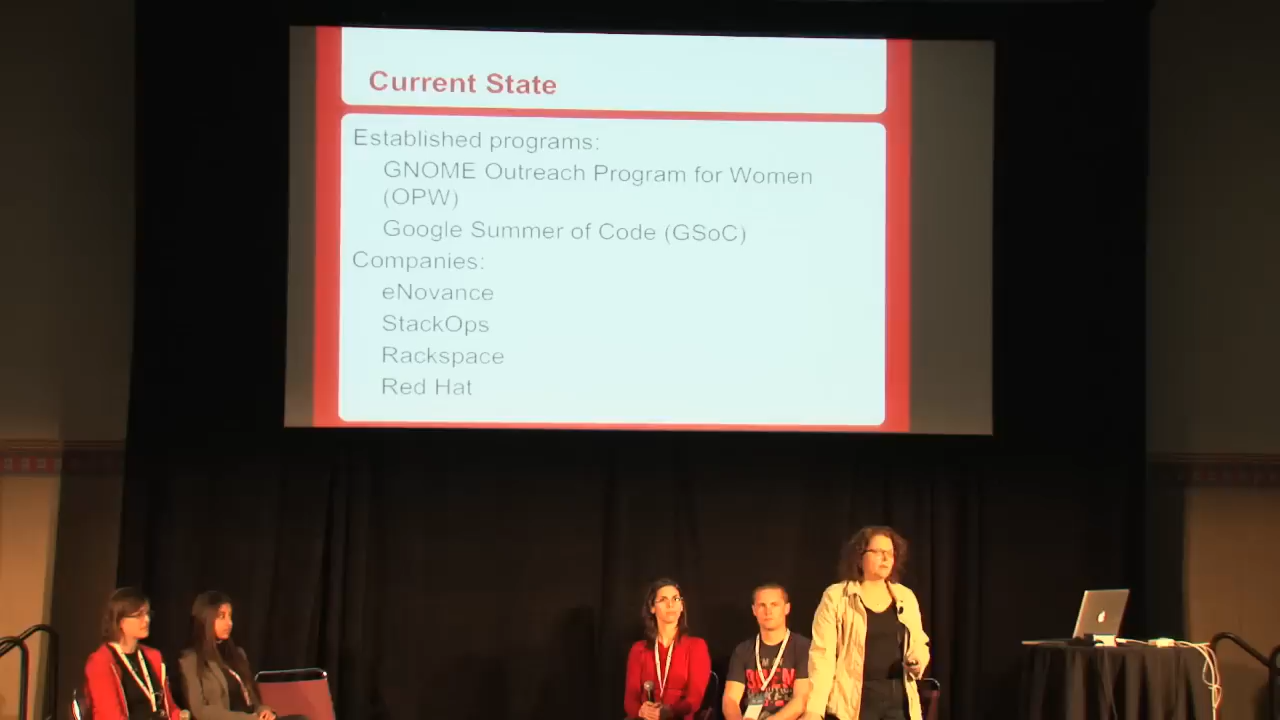 Current State
Established programs:
GNOME Outreach Program for Women
(OPW)
Google Summer of Code (GSoC)
Companies:
eNovance
StackOps
Rackspace
Red Hat